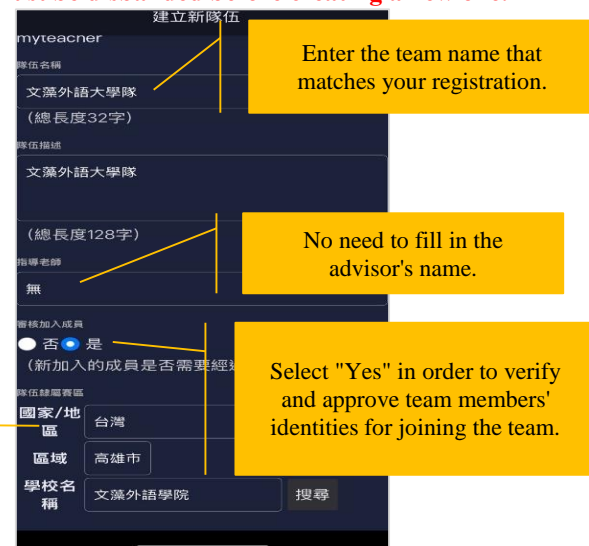 建立新隊伍
myteacher
隊伍名稱
文藻外語大學隊
(總長度32字)
Enter the team name that
matches your registration.
隊伍描述
文藻外語大學隊
(總長度128字)
指導老師
無
No need to fill in the
advisor's name.
審核加入成員
否 是
(新加入的成員是否需要經
Select "Yes" in order to verify
and approve team members'
identities for joining the team.
隊伍隸屬賽區
國家/地
區
台灣
區域 高雄市
學校名
稱
文藻外語學院 搜尋